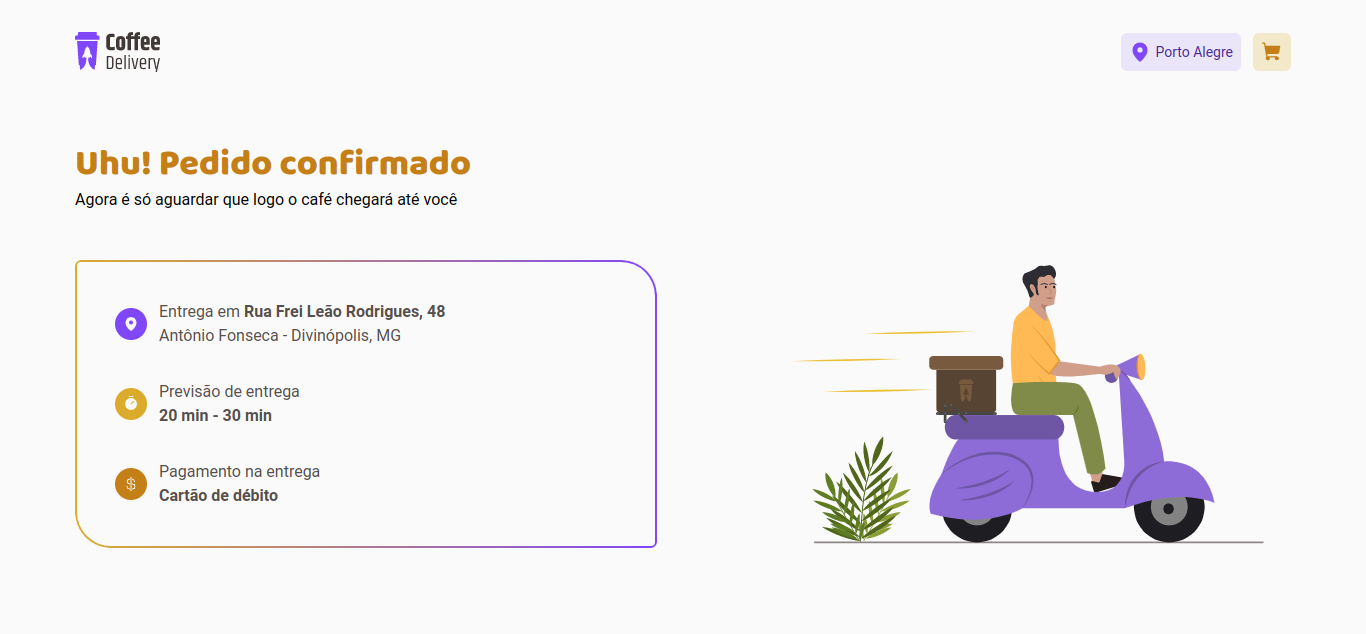 Coffee
Delivery
Porto Alegre
Uhu! Pedido confirmado
Agora é só aguardar que logo o café chegará até você
Entrega em Rua Frei Leão Rodrigues, 48
Antônio Fonseca - Divinópolis, MG
Previsão de entrega
20 min - 30 min
Pagamento na entrega
Cartão de débito